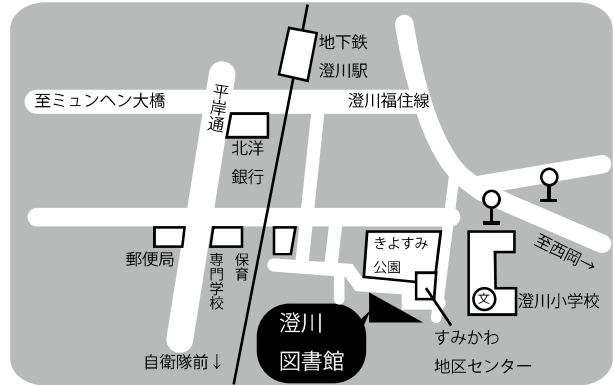 地下鉄
澄川駅
至ミュンヘン大橋
平岸通
澄川福住線
北洋
銀行
郵便局
専門学校
保育
きよすみ
公園
至西岡→
文
澄川小学校
澄川
図書館
すみかわ
地区センター
自衛隊前↓